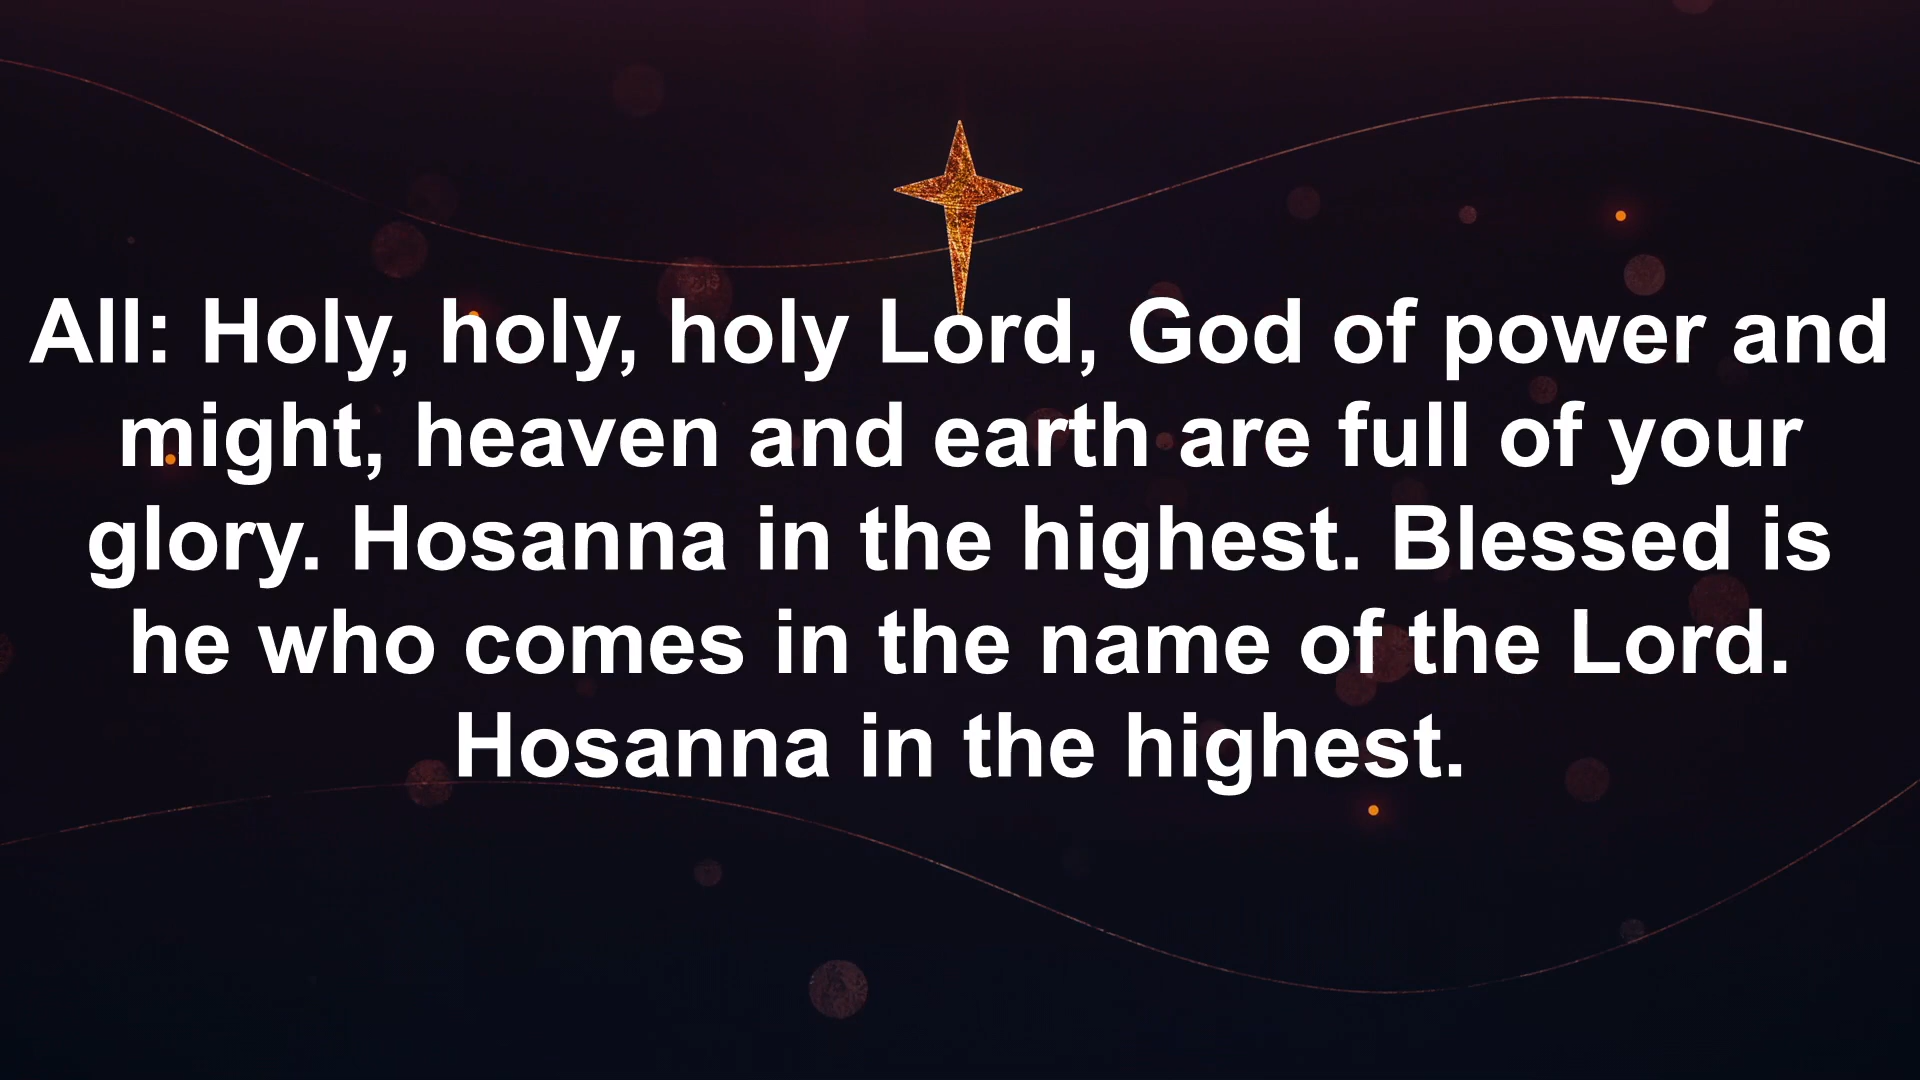 All: Holy, holy, holy Lord, God of power and
might, heaven and earth are full of your
glory. Hosanna in the highest. Blessed is
he who comes in the name of the Lord.
Hosanna in the highest.